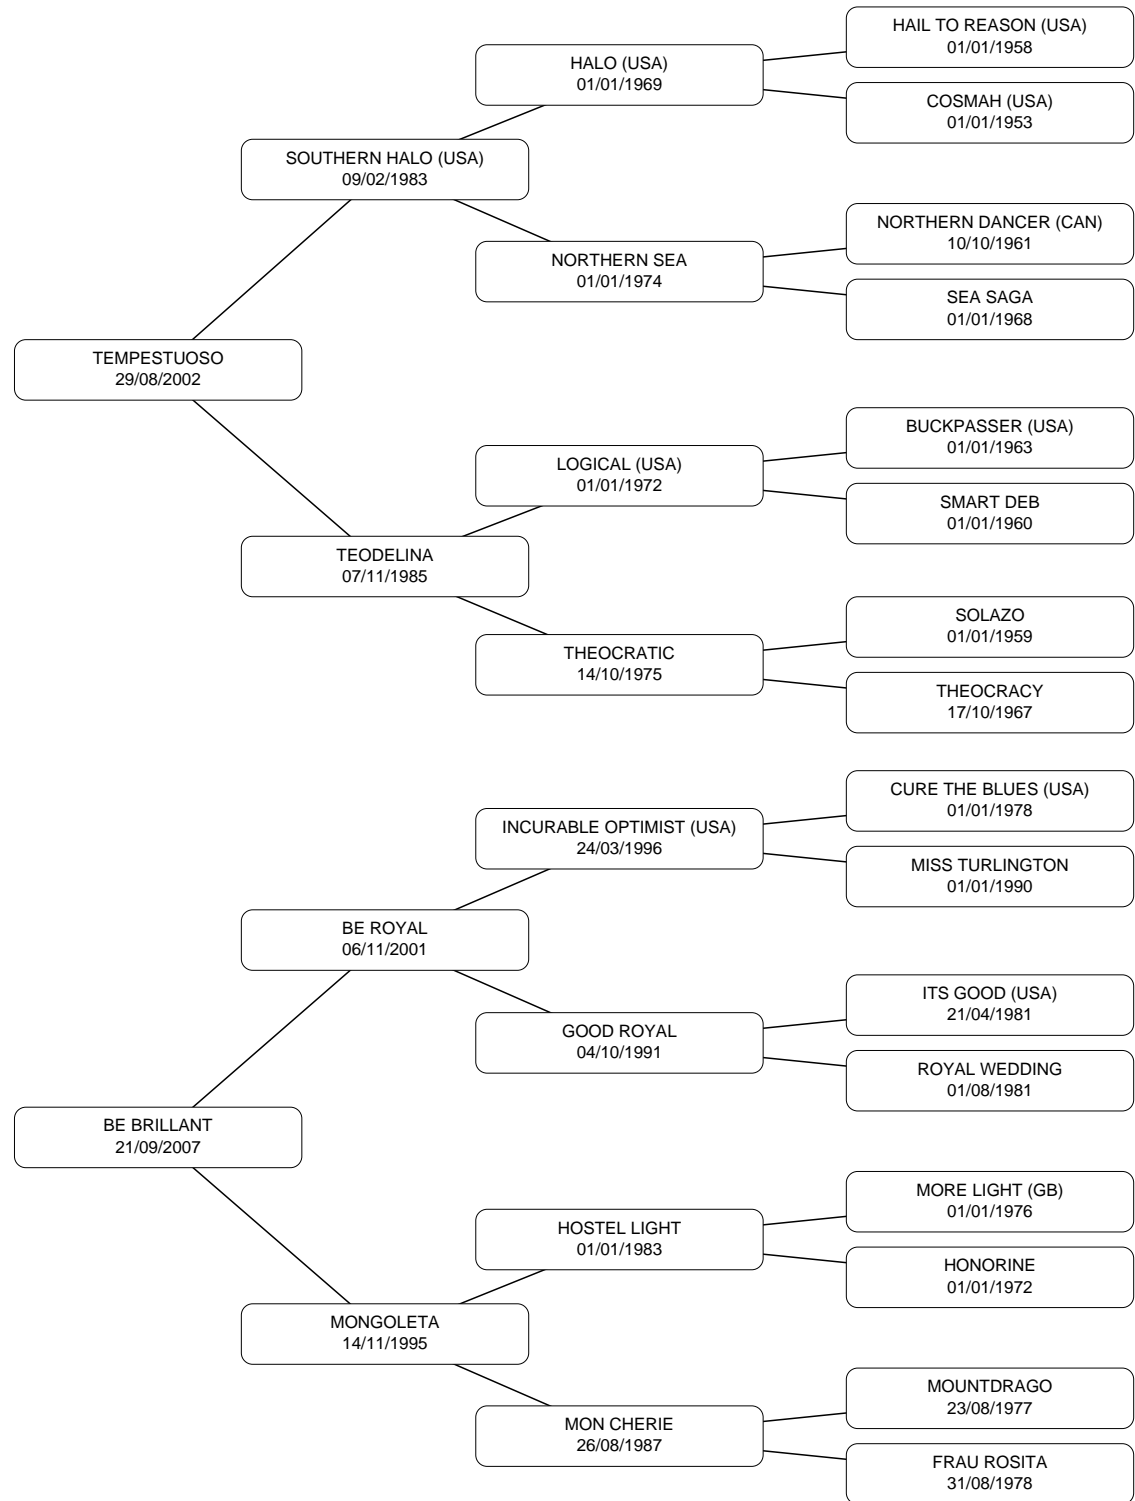 HAIL TO REASON (USA)
01/01/1958
HALO (USA)
01/01/1969
COSMAH (USA)
01/01/1953
SOUTHERN HALO (USA)
09/02/1983
NORTHERN DANCER (CAN)
10/10/1961
NORTHERN SEA
01/01/1974
SEA SAGA
01/01/1968
TEMPESTUOSO
29/08/2002
BUCKPASSER (USA)
01/01/1963
LOGICAL (USA)
01/01/1972
SMART DEB
01/01/1960
TEODELINA
07/11/1985
SOLAZO
01/01/1959
THEOCRATIC
14/10/1975
THEOCRACY
17/10/1967
CURE THE BLUES (USA)
01/01/1978
INCURABLE OPTIMIST (USA)
24/03/1996
MISS TURLINGTON
01/01/1990
BE ROYAL
06/11/2001
ITS GOOD (USA)
21/04/1981
GOOD ROYAL
04/10/1991
ROYAL WEDDING
01/08/1981
BE BRILLANT
21/09/2007
MORE LIGHT (GB)
01/01/1976
HOSTEL LIGHT
01/01/1983
HONORINE
01/01/1972
MONGOLETA
14/11/1995
MOUNTDRAGO
23/08/1977
MON CHERIE
26/08/1987
FRAU ROSITA
31/08/1978